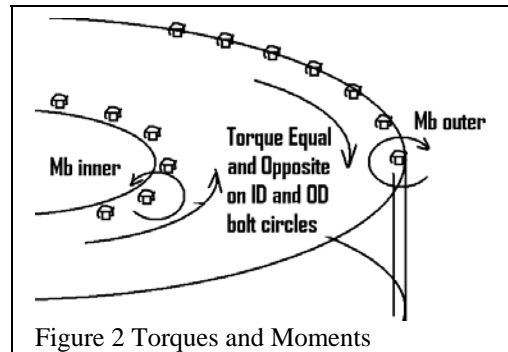 Torque Equal
and Opposite
on ID and OD
bolt circles
Mb outer
Mb inner
Figure 2 Torques and Moments